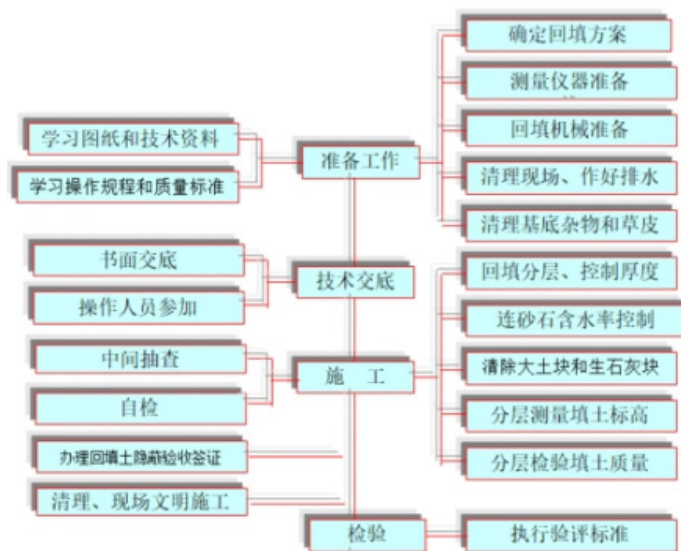 确定回填方案
测量仪器准备
学习图纸和技术资料
回填机械准备
准备工作
学习操作规程和质量标准
清理现场、作好排水
清理基底杂物和草皮
书面交底
回填分层、控制厚度
技术交底
操作人员参加
连砂石含水率控制
中间抽查
清除大土块和生石灰块
施 工
自检
分层测量填土标高
办理回填土隐蔽验收签证
分层检验填土质量
清理、现场文明施工
检验
执行验评标准